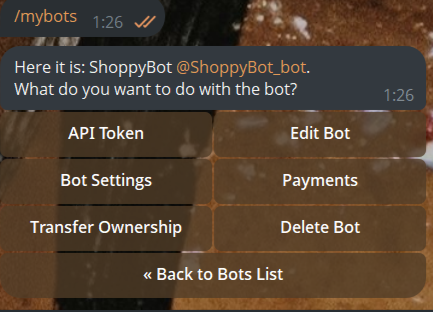 /mybots 1:26
Here it is: ShoppyBot @ShoppyBot_bot.
What do you want to do with the bot?
1:26
API Token
Edit Bot
Bot Settings
Payments
Transfer Ownership
Delete Bot
« Back to Bots List